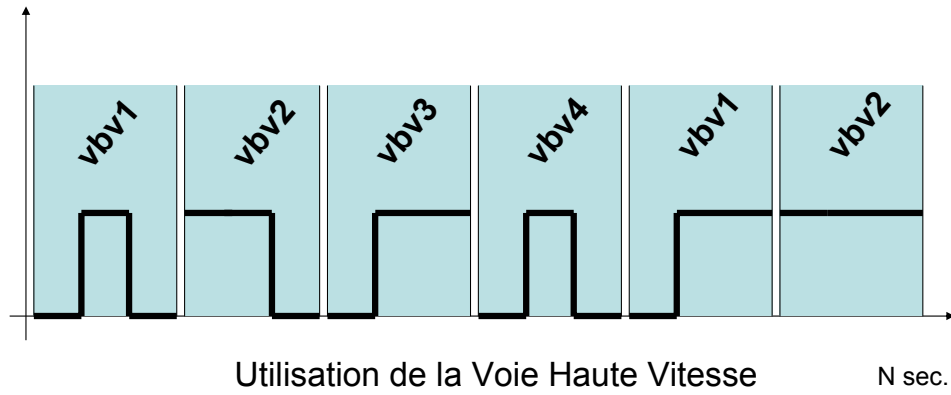 vbv1
vbv2
vbv3
vbv4
vbv1
vbv2
Utilisation de la Voie Haute Vitesse
N sec.